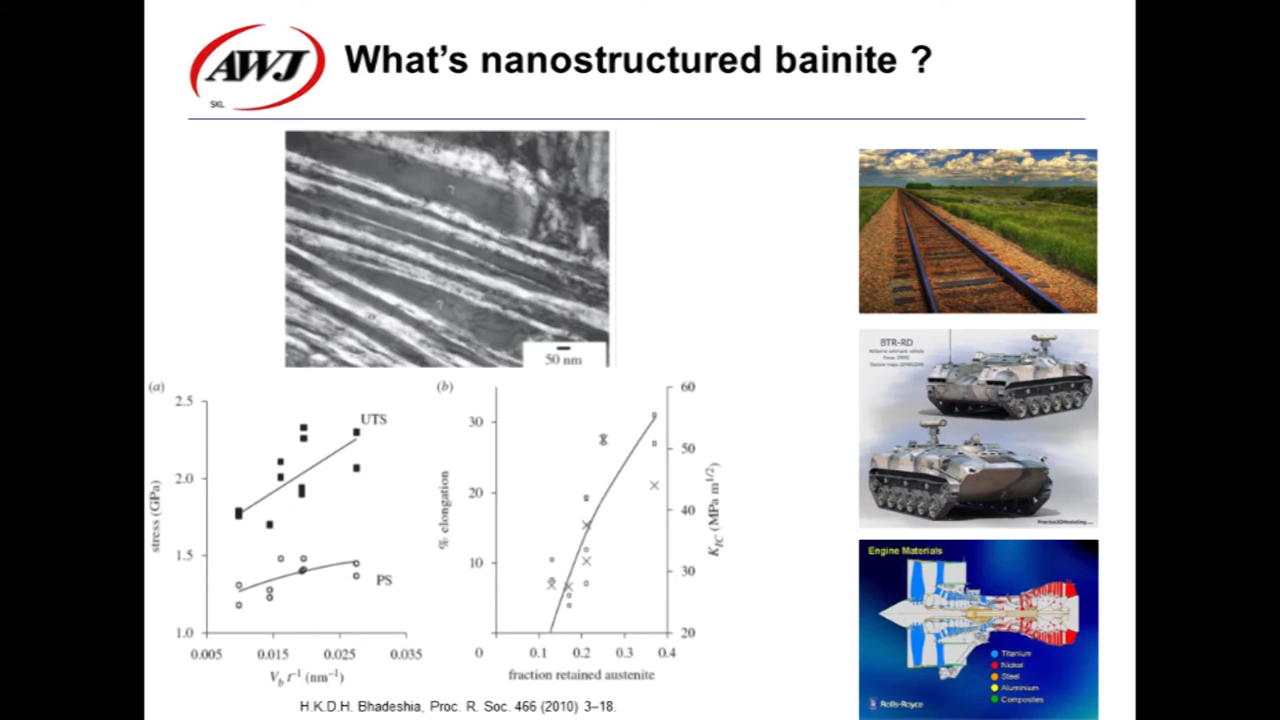 AWJ
SKL
What's nanostructured bainite ?
γ
γ
α
50 nm
(a)
2.5
2.0
1.5
1.0
stress (GPa)
UTS
PS
0.005
0.015
0.025
0.035
V_b t⁻¹ (nm⁻¹)
(b)
30
20
10
0
% elongation
60
50
40
30
20
K_IC (MPa m^1/2)
0.1
0.2
0.3
0.4
fraction retained austenite
H.K.D.H. Bhadeshia, Proc. R. Soc. 466 (2010) 3–18.
BTR-RD
Engine Materials
Titanium
Nickel
Steel
Aluminium
Composites
Rolls-Royce